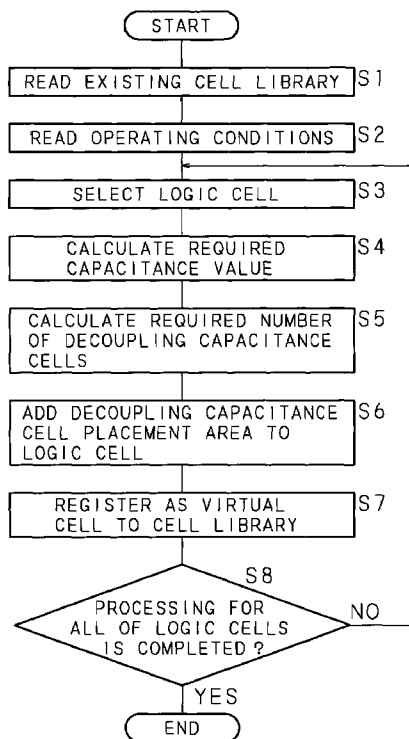 START
READ EXISTING CELL LIBRARY S1
READ OPERATING CONDITIONS S2
SELECT LOGIC CELL S3
CALCULATE REQUIRED S4
CAPACITANCE VALUE
CALCULATE REQUIRED NUMBER S5
OF DECOUPLING CAPACITANCE
CELLS
ADD DECOUPLING CAPACITANCE S6
CELL PLACEMENT AREA TO
LOGIC CELL
REGISTER AS VIRTUAL S7
CELL TO CELL LIBRARY
S8
PROCESSING FOR NO
ALL OF LOGIC CELLS
IS COMPLETED?
YES
END